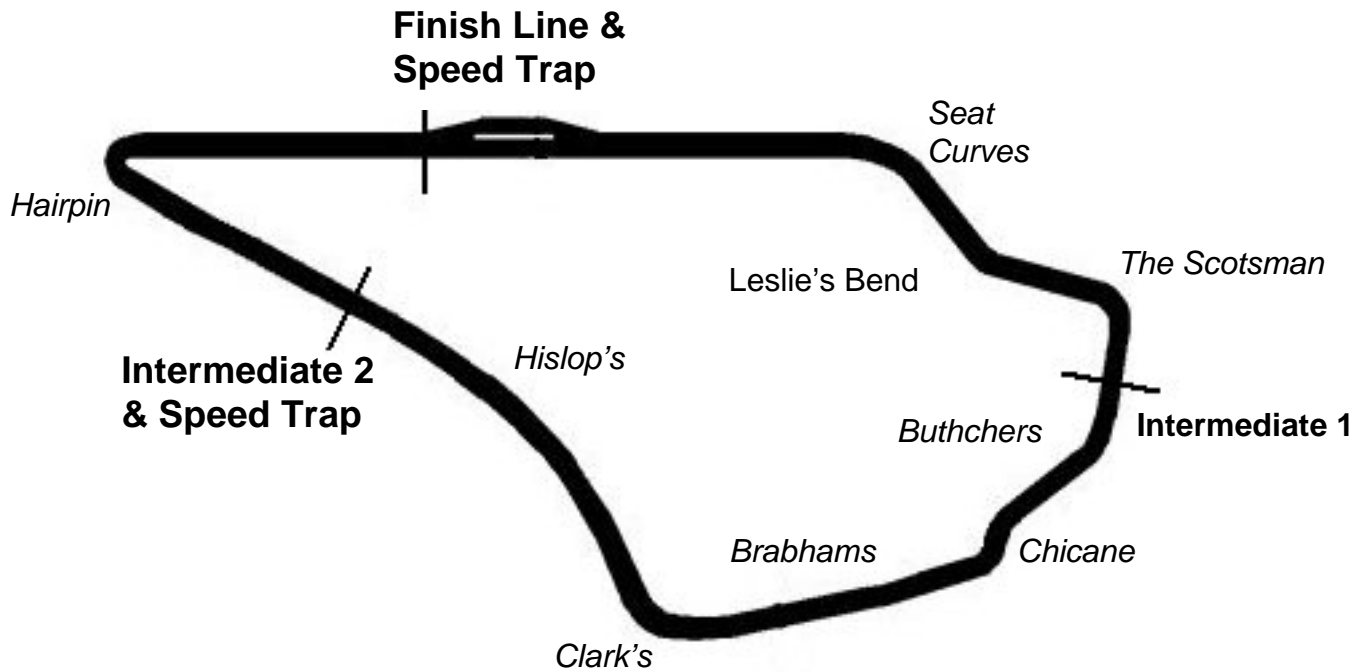 Finish Line &
Speed Trap
Seat
Curves
Hairpin
The Scotsman
Leslie's Bend
Intermediate 2
& Speed Trap
Hislop's
Buthchers
Intermediate 1
Brabhams
Chicane
Clark's